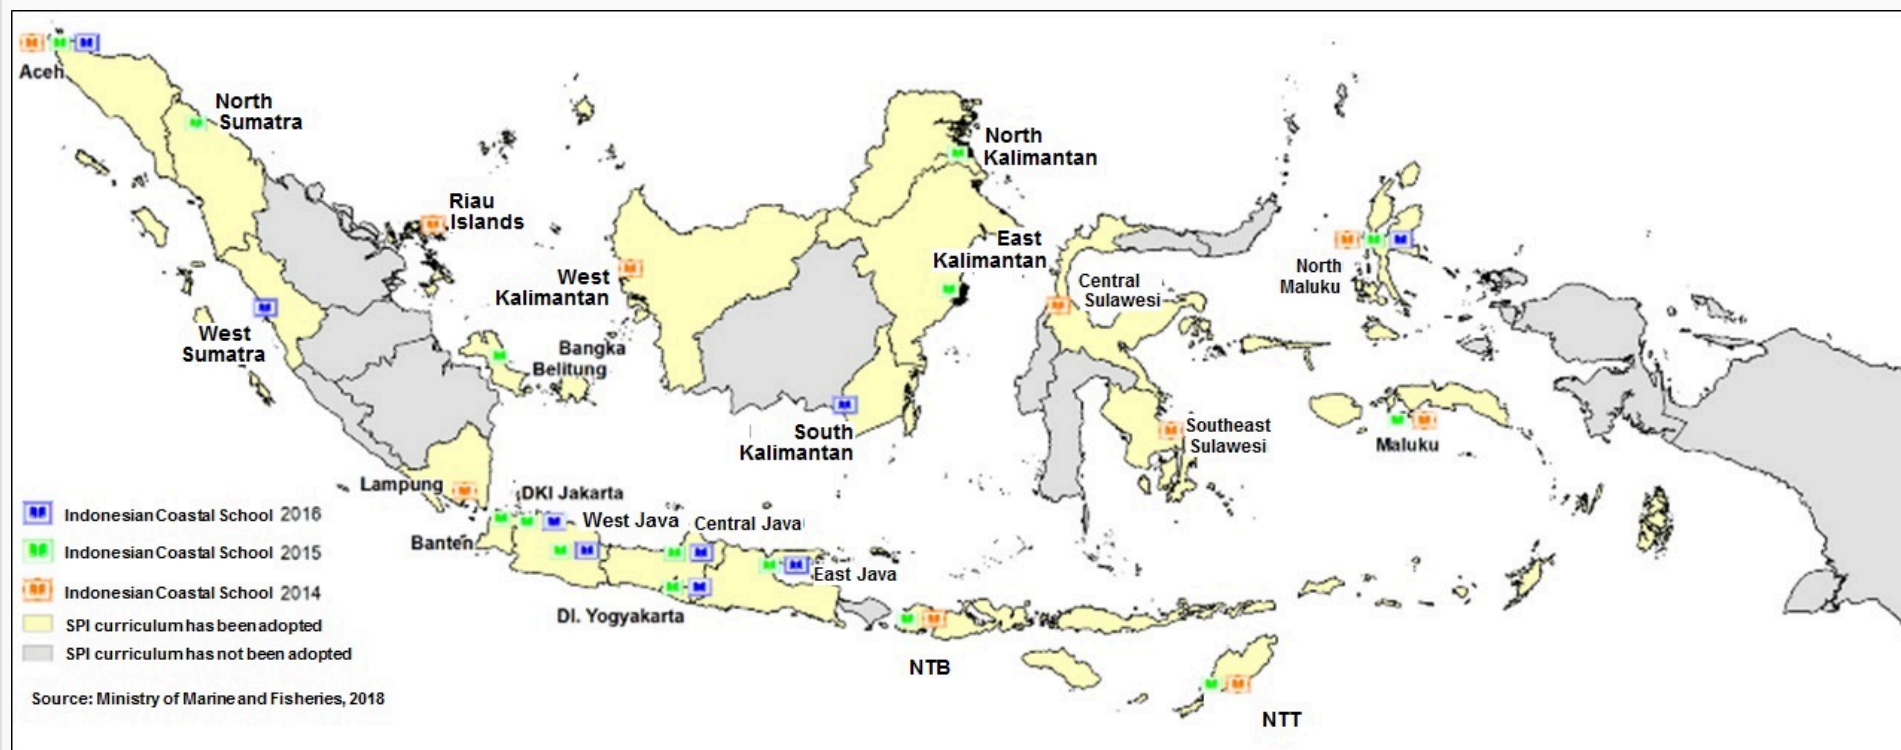 Aceh
North
Sumatra
Riau
Islands
West
Sumatra
Bangka
Belitung
West
Kalimantan
North
Kalimantan
East
Kalimantan
South
Kalimantan
Central
Sulawesi
Southeast
Sulawesi
North
Maluku
Maluku
Lampung
DKI Jakarta
Banten
West Java
Central Java
East Java
DI. Yogyakarta
NTB
NTT
Indonesian Coastal School 2016
Indonesian Coastal School 2015
Indonesian Coastal School 2014
SPI curriculum has been adopted
SPI curriculum has not been adopted
Source: Ministry of Marine and Fisheries, 2018